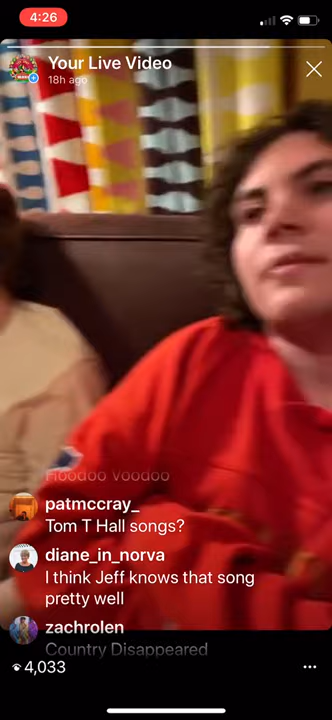 4:26
Your Live Video
18h ago
Hoodoo Voodoo
patmccray_
Tom T Hall songs?
diane_in_norva
I think Jeff knows that song
pretty well
zachrolen
Country Disappeared
4,033